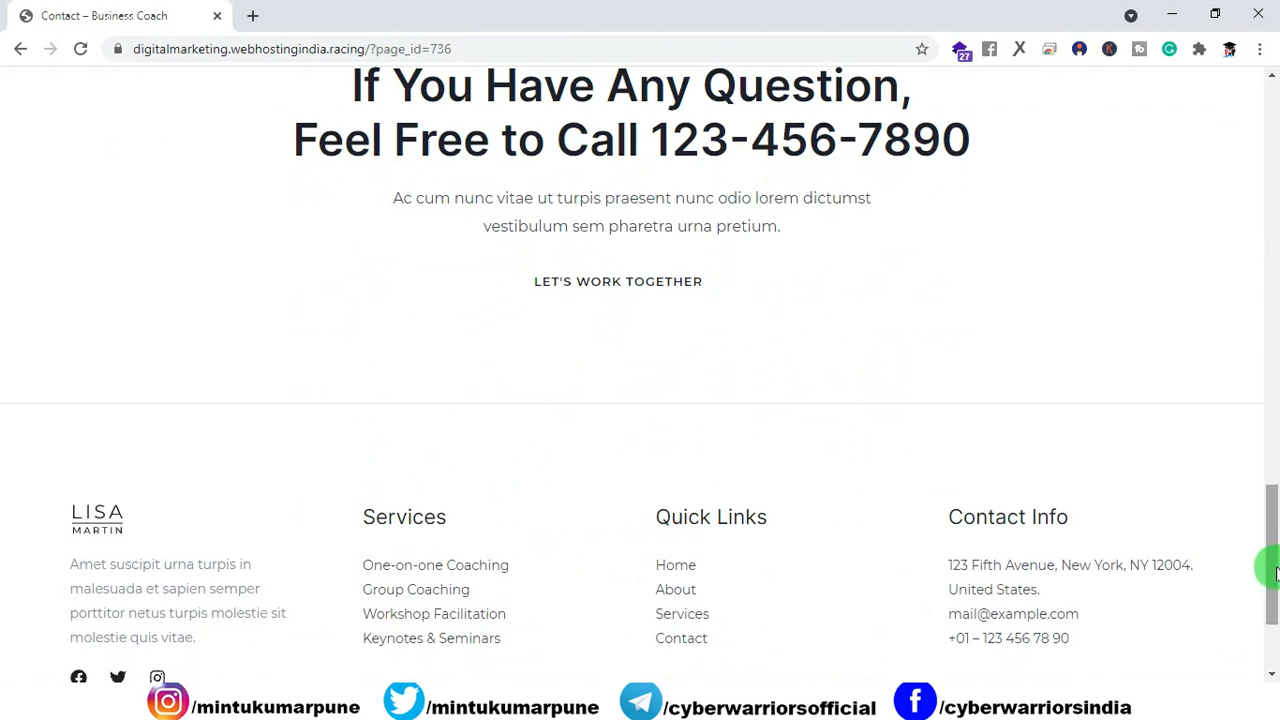 Contact – Business Coach
digitalmarketing.webhostingindia.racing/?page_id=736
27
If You Have Any Question,
Feel Free to Call 123-456-7890
Ac cum nunc vitae ut turpis praesent nunc odio lorem dictumst
vestibulum sem pharetra urna pretium.
LET'S WORK TOGETHER
LISA
MARTIN
Amet suscipit urna turpis in
malesuada et sapien semper
porttitor netus turpis molestie sit
molestie quis vitae.
Services
One-on-one Coaching
Group Coaching
Workshop Facilitation
Keynotes & Seminars
Quick Links
Home
About
Services
Contact
Contact Info
123 Fifth Avenue, New York, NY 12004.
United States.
mail@example.com
+01 – 123 456 78 90
/mintukumarpune
/mintukumarpune
/cyberwarriorsofficial
/cyberwarriorsindia